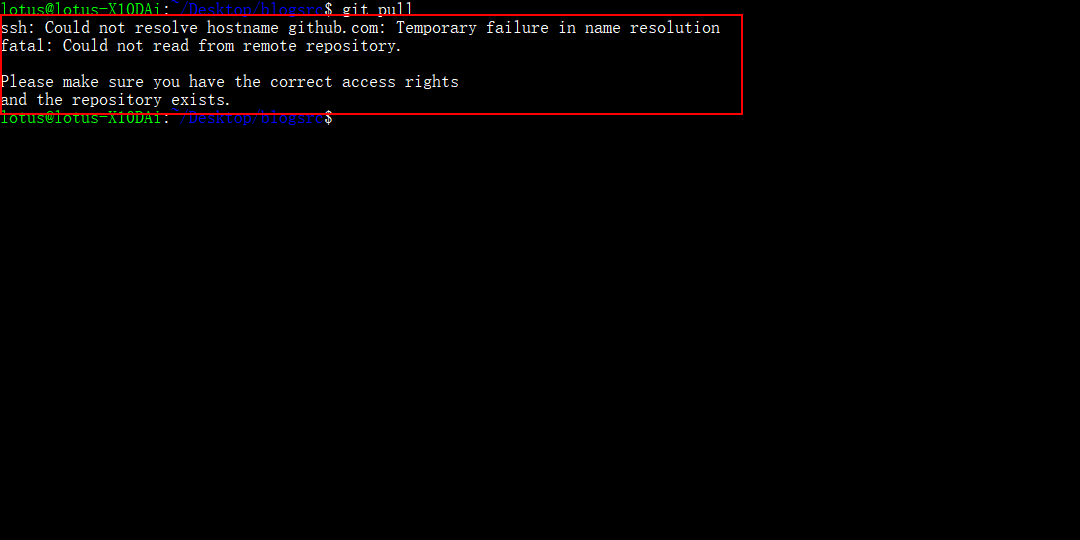 lotus@lotus-X10DAi:~/Desktop/blogsrc$ git pull
ssh: Could not resolve hostname github.com: Temporary failure in name resolution
fatal: Could not read from remote repository.
Please make sure you have the correct access rights
and the repository exists.
lotus@lotus-X10DAi:~/Desktop/blogsrc$